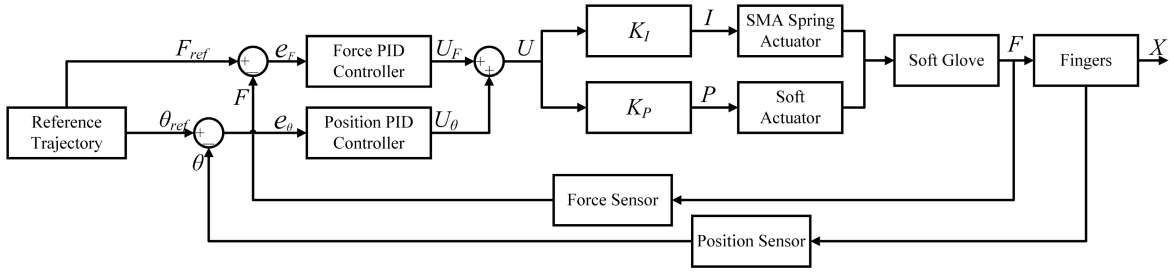 F_ref
+
−
e_F
Force PID
Controller
U_F
+
+
U
K_I
I
SMA Spring
Actuator
Soft Glove
F
Fingers
X
F
K_P
P
Soft
Actuator
Reference
Trajectory
θ_ref
+
−
θ
e_θ
Position PID
Controller
U_θ
Force Sensor
Position Sensor